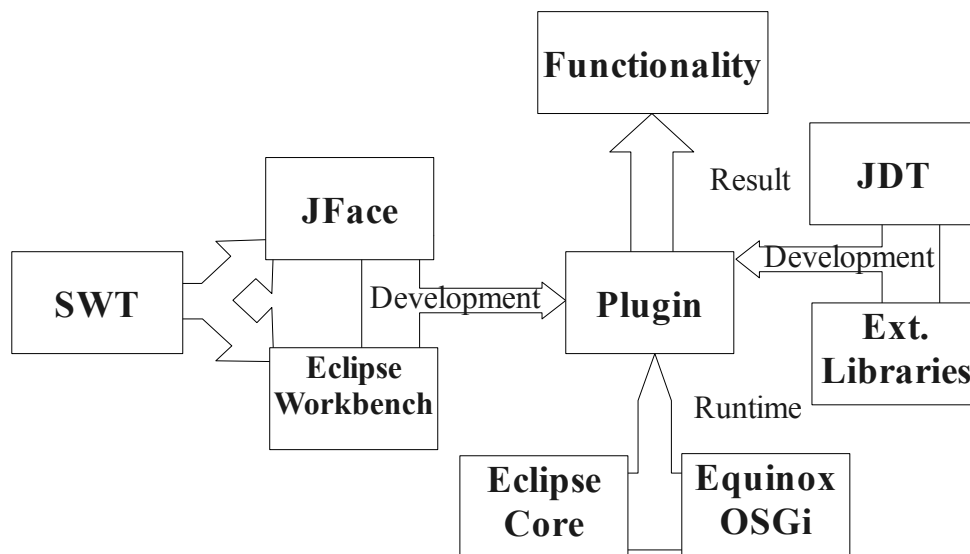 Functionality
Result
JDT
JFace
Development
SWT
Development
Plugin
Ext.
Libraries
Eclipse
Workbench
Runtime
Eclipse
Core
Equinox
OSGi